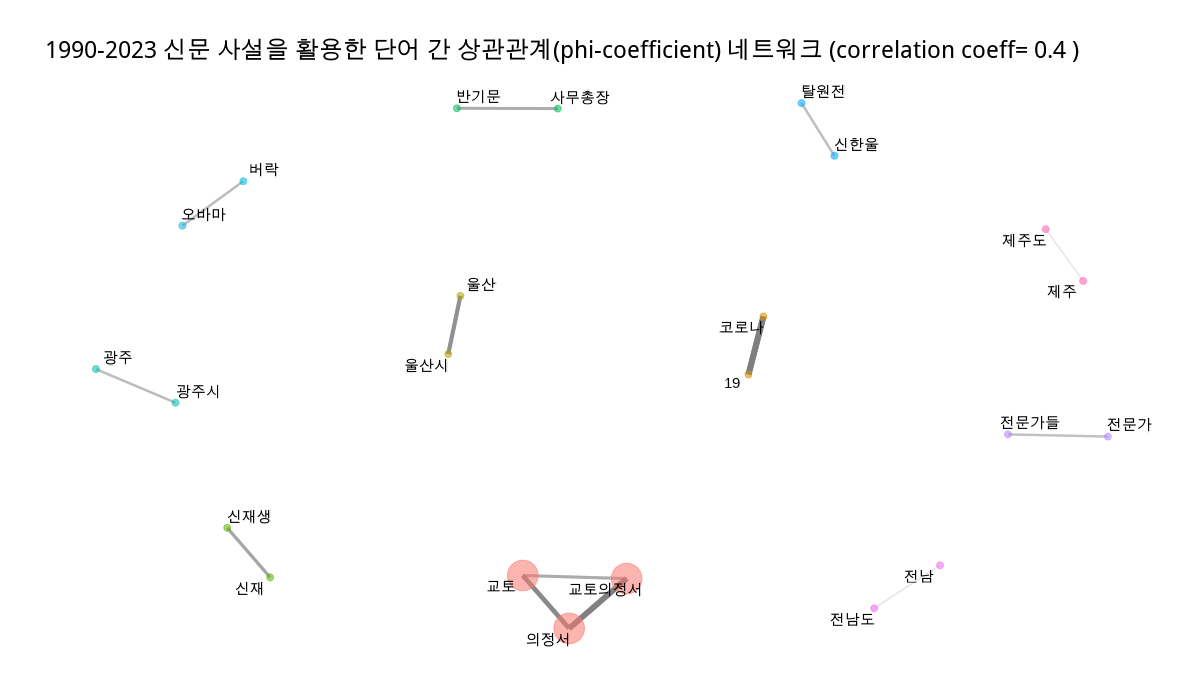 1990-2023 신문 사설을 활용한 단어 간 상관관계(phi-coefficient) 네트워크 (correlation coeff= 0.4 )
반기문
사무총장
탈원전
신한울
버락
오바마
제주도
제주
울산
울산시
코로나
19
광주
광주시
전문가들
전문가
신재생
신재
교토
교토의정서
의정서
전남
전남도